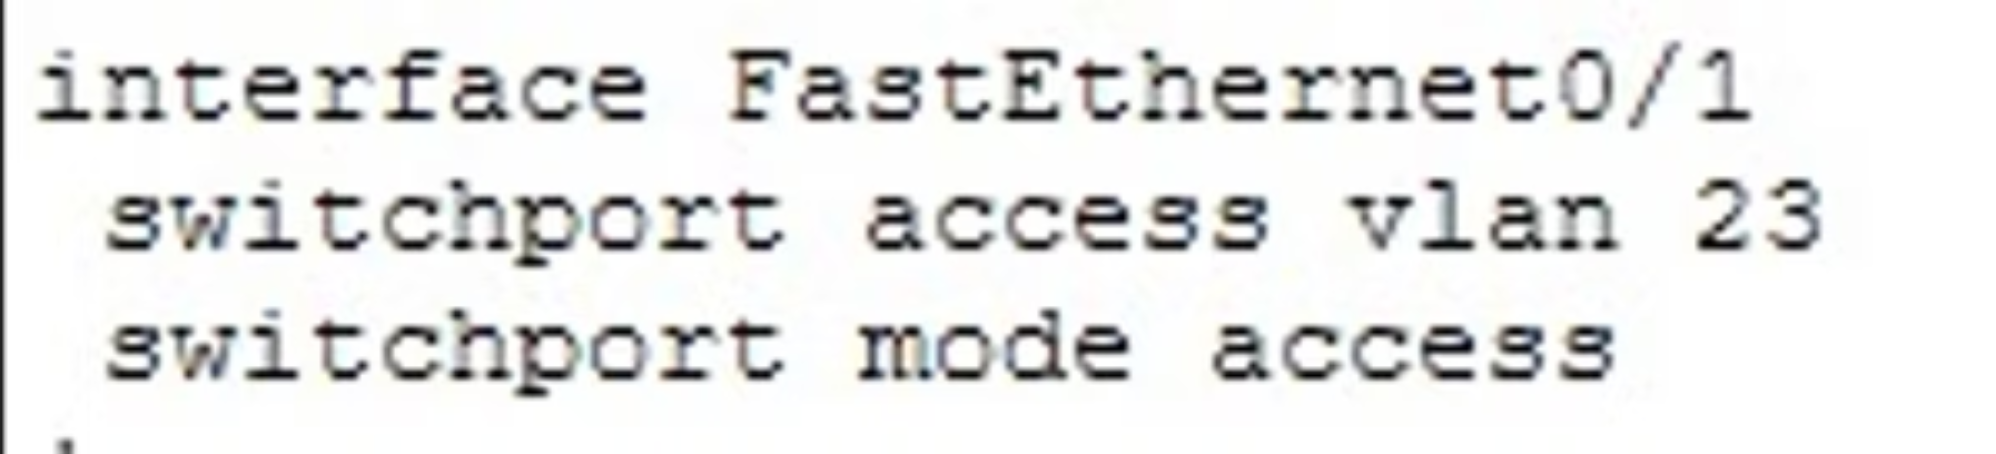 interface FastEthernet0/1
switchport access vlan 23
switchport mode access